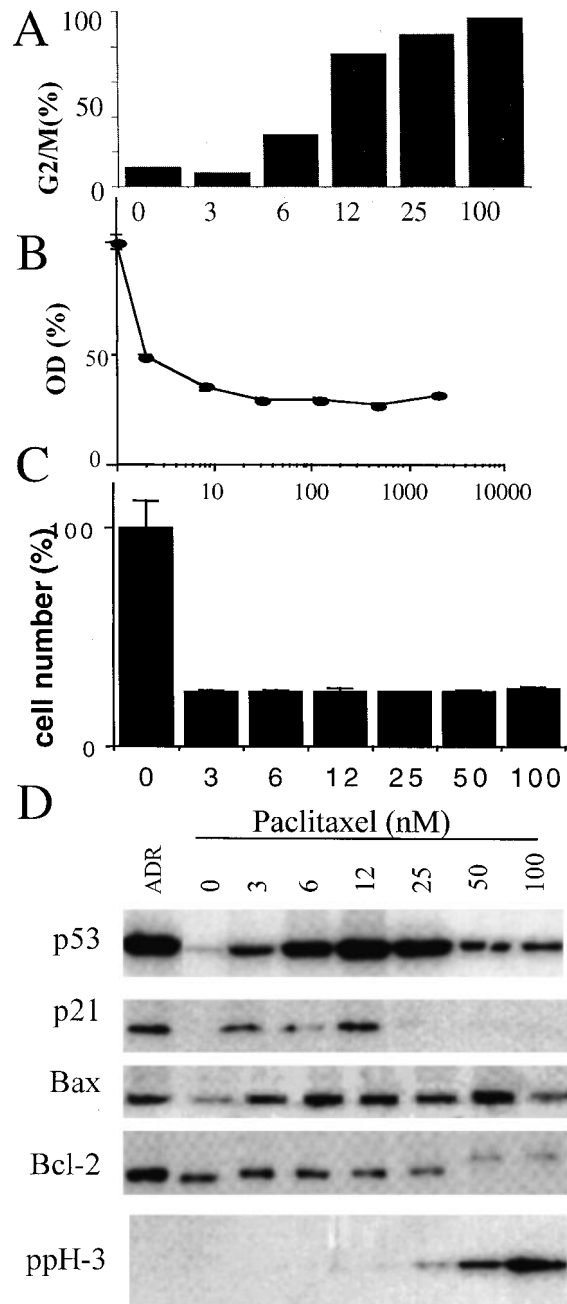 A
G2/M(%)
100
50
0
0 3 6 12 25 100
B
OD (%)
50
0
10 100 1000 10000
C
cell number (%)
100
0
0 3 6 12 25 50 100
D
Paclitaxel (nM)
ADR 0 3 6 12 25 50 100
p53
p21
Bax
Bcl-2
ppH-3